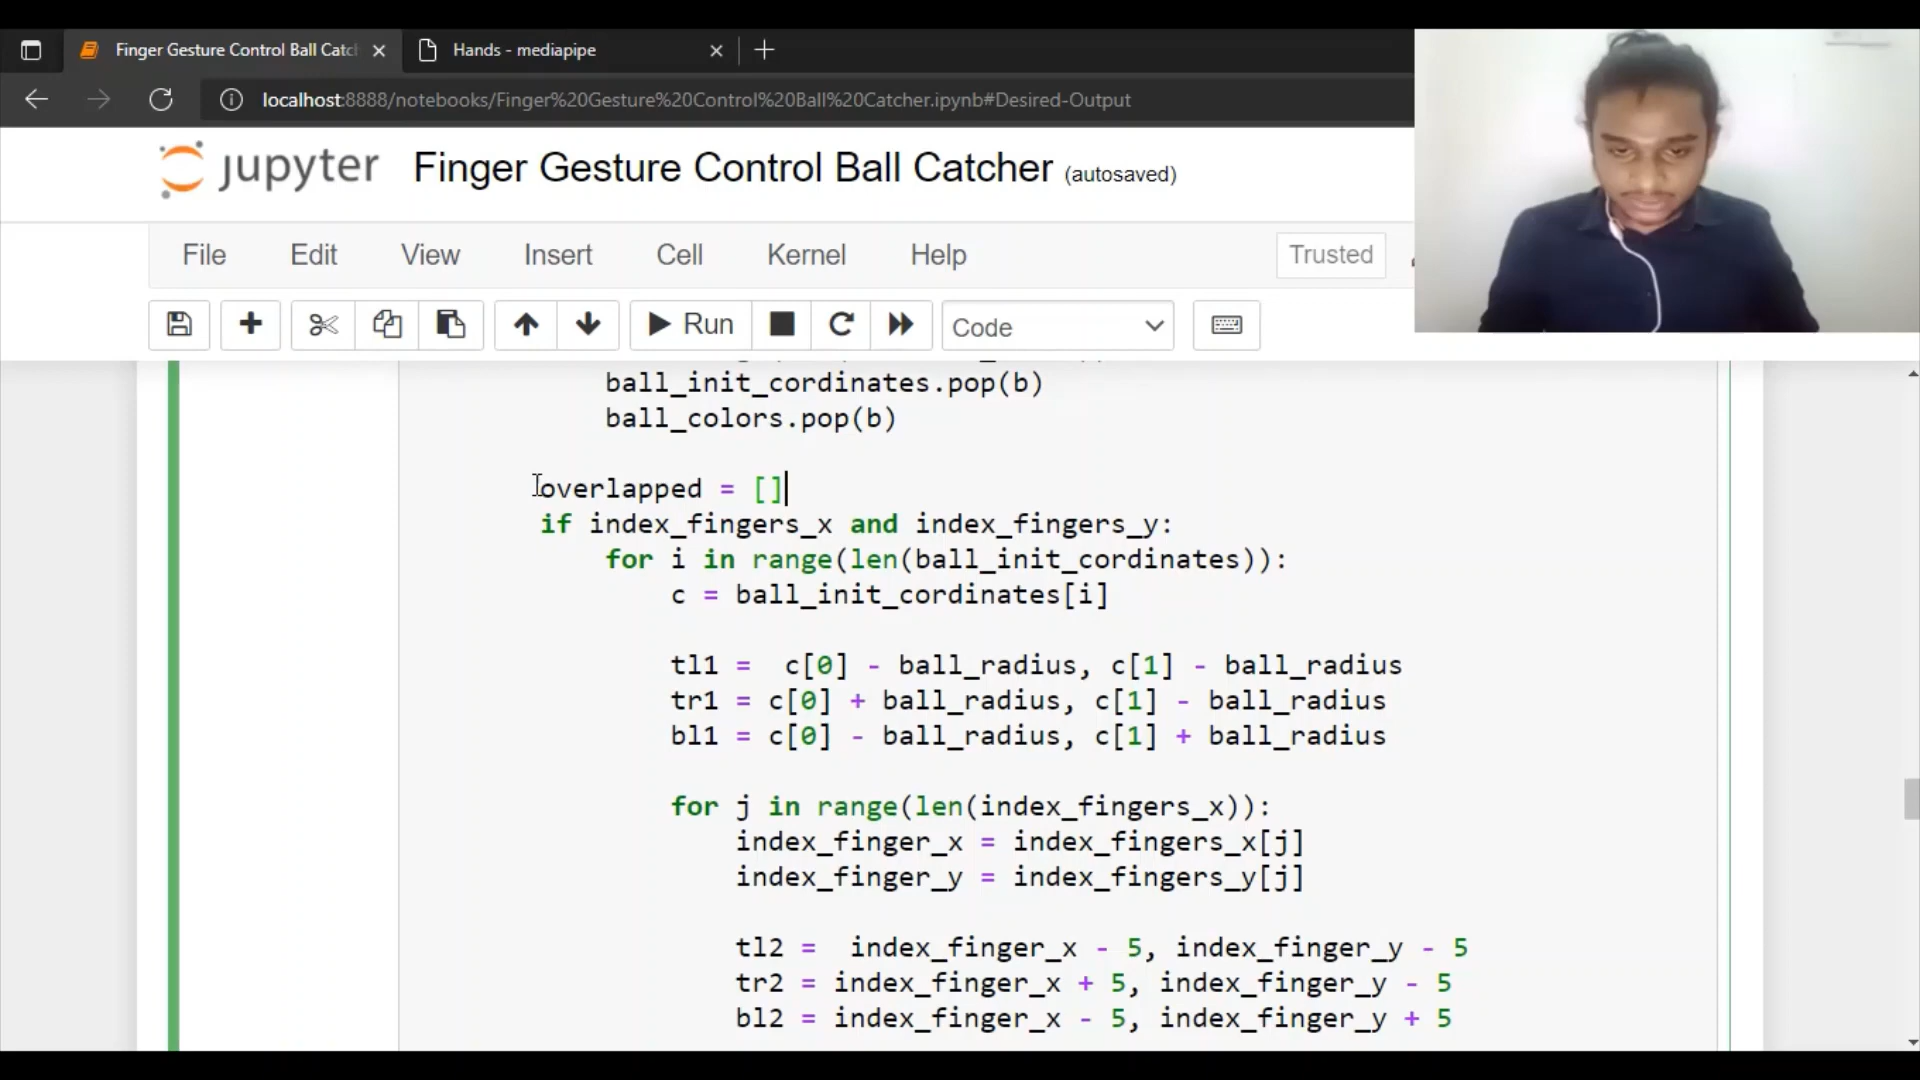 Finger Gesture Control Ball Catc
Hands - mediapipe
localhost:8888/notebooks/Finger%20Gesture%20Control%20Ball%20Catcher.ipynb#Desired-Output
jupyter Finger Gesture Control Ball Catcher (autosaved)
File Edit View Insert Cell Kernel Help Trusted
Run Code
ball_init_cordinates.pop(b)
ball_colors.pop(b)
overlapped = []
if index_fingers_x and index_fingers_y:
for i in range(len(ball_init_cordinates)):
c = ball_init_cordinates[i]
tl1 =  c[0] - ball_radius, c[1] - ball_radius
tr1 = c[0] + ball_radius, c[1] - ball_radius
bl1 = c[0] - ball_radius, c[1] + ball_radius
for j in range(len(index_fingers_x)):
index_finger_x = index_fingers_x[j]
index_finger_y = index_fingers_y[j]
tl2 =  index_finger_x - 5, index_finger_y - 5
tr2 = index_finger_x + 5, index_finger_y - 5
bl2 = index_finger_x - 5, index_finger_y + 5